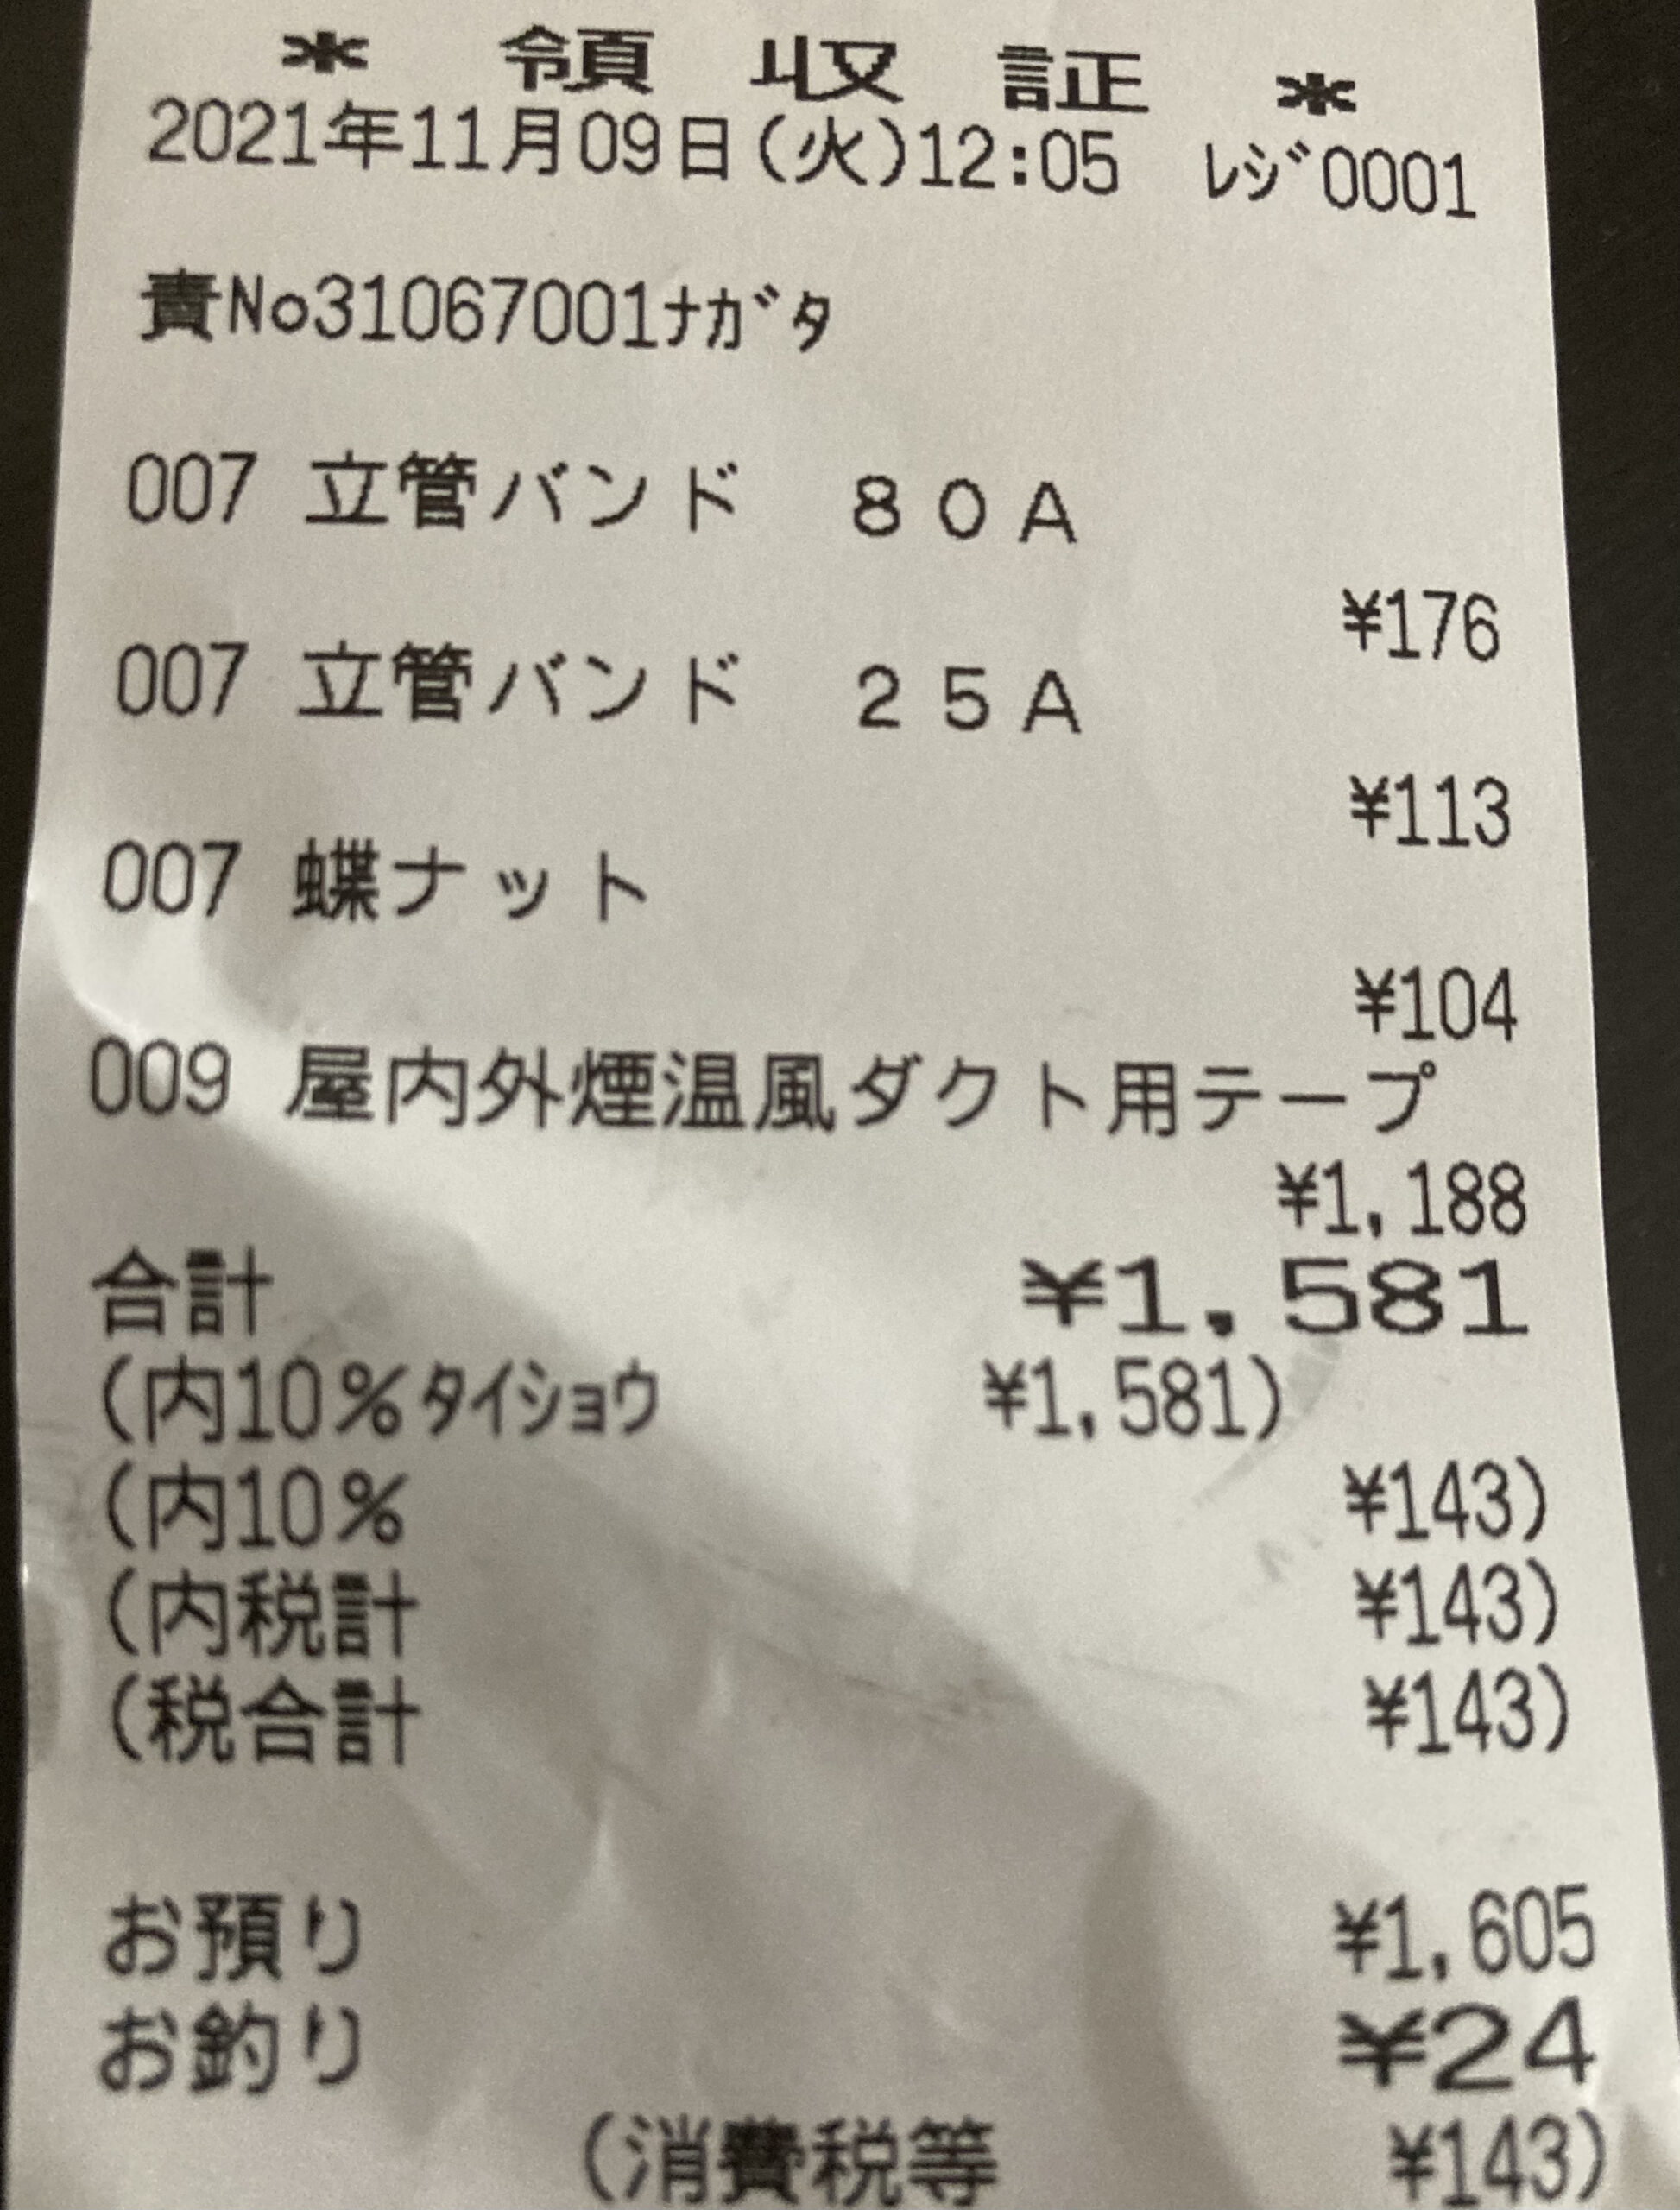 * 領収証 *
2021年11月09日(火)12:05 ﾚｼﾞ0001
責No31067001ﾅｶﾞﾀ
007 立管バンド 80A
¥176
007 立管バンド 25A
¥113
007 蝶ナット
¥104
009 屋内外煙温風ダクト用テープ
¥1,188
合計 ¥1,581
(内10%ﾀｲｼｮｳ ¥1,581)
(内10% ¥143)
(内税計 ¥143)
(税合計 ¥143)
お預り ¥1,605
お釣り ¥24
(消費税等 ¥143)